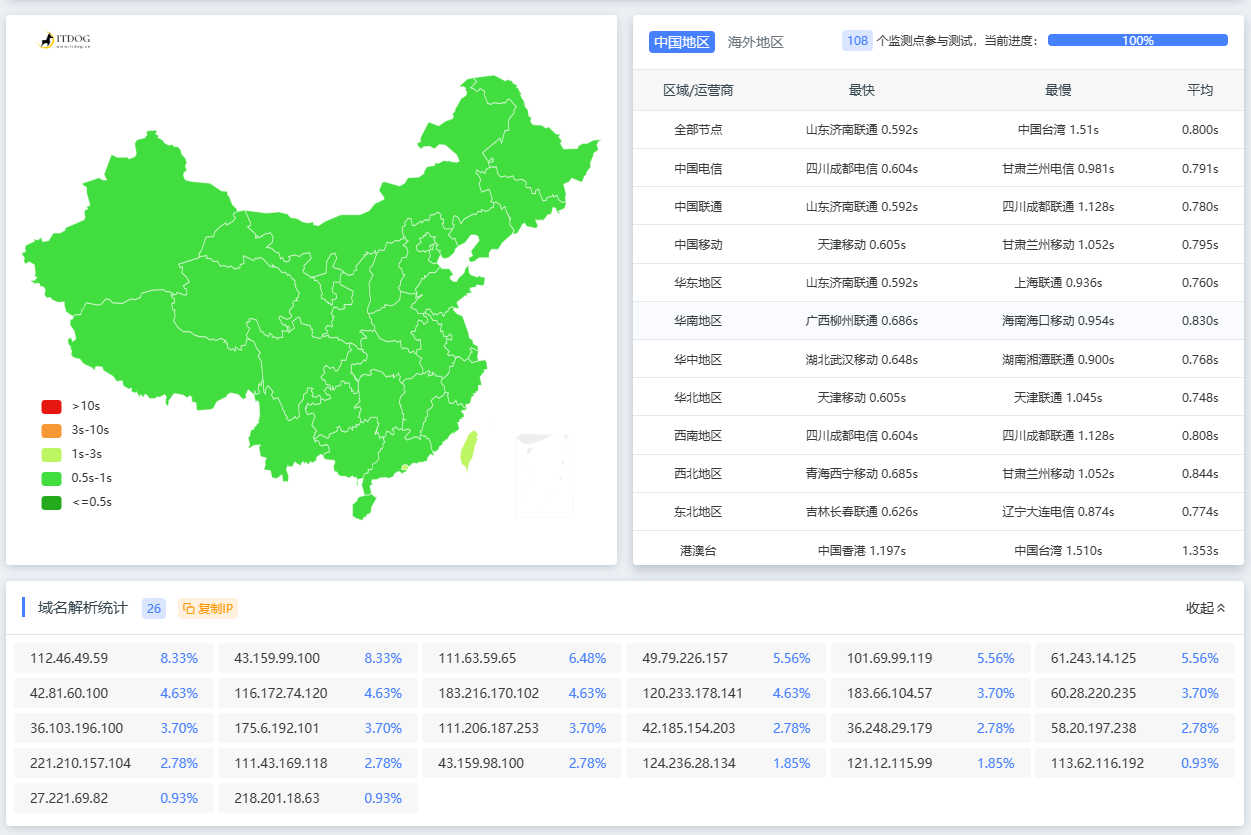 ITDOG
www.itdog.cn
>10s
3s-10s
1s-3s
0.5s-1s
<=0.5s
中国地区 海外地区 108 个监测点参与测试，当前进度： 100%
区域/运营商 最快 最慢 平均
全部节点 山东济南联通 0.592s 中国台湾 1.51s 0.800s
中国电信 四川成都电信 0.604s 甘肃兰州电信 0.981s 0.791s
中国联通 山东济南联通 0.592s 四川成都联通 1.128s 0.780s
中国移动 天津移动 0.605s 甘肃兰州移动 1.052s 0.795s
华东地区 山东济南联通 0.592s 上海联通 0.936s 0.760s
华南地区 广西柳州联通 0.686s 海南海口移动 0.954s 0.830s
华中地区 湖北武汉移动 0.648s 湖南湘潭联通 0.900s 0.768s
华北地区 天津移动 0.605s 天津联通 1.045s 0.748s
西南地区 四川成都电信 0.604s 四川成都联通 1.128s 0.808s
西北地区 青海西宁移动 0.685s 甘肃兰州移动 1.052s 0.844s
东北地区 吉林长春联通 0.626s 辽宁大连电信 0.874s 0.774s
港澳台 中国香港 1.197s 中国台湾 1.510s 1.353s
域名解析统计 26 复制IP 收起
112.46.49.59 8.33% 43.159.99.100 8.33% 111.63.59.65 6.48% 49.79.226.157 5.56% 101.69.99.119 5.56% 61.243.14.125 5.56%
42.81.60.100 4.63% 116.172.74.120 4.63% 183.216.170.102 4.63% 120.233.178.141 4.63% 183.66.104.57 3.70% 60.28.220.235 3.70%
36.103.196.100 3.70% 175.6.192.101 3.70% 111.206.187.253 3.70% 42.185.154.203 2.78% 36.248.29.179 2.78% 58.20.197.238 2.78%
221.210.157.104 2.78% 111.43.169.118 2.78% 43.159.98.100 2.78% 124.236.28.134 1.85% 121.12.115.99 1.85% 113.62.116.192 0.93%
27.221.69.82 0.93% 218.201.18.63 0.93%